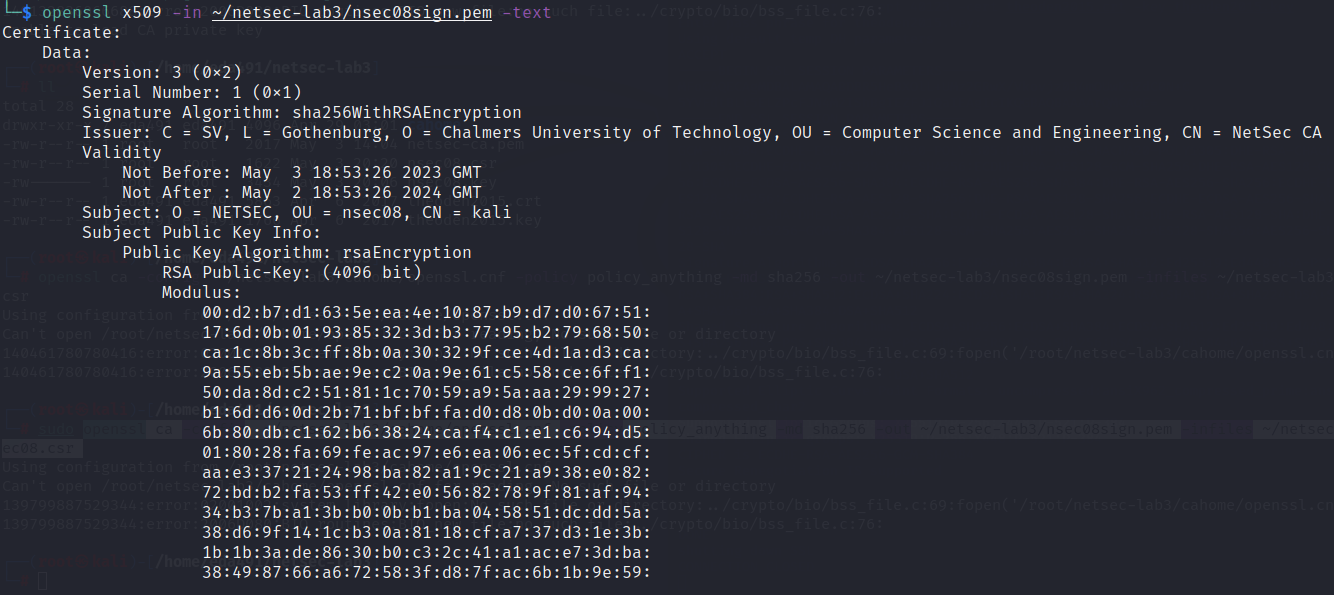 └─$ openssl x509 -in ~/netsec-lab3/nsec08sign.pem -text
Certificate:
    Data:
        Version: 3 (0×2)
        Serial Number: 1 (0×1)
        Signature Algorithm: sha256WithRSAEncryption
        Issuer: C = SV, L = Gothenburg, O = Chalmers University of Technology, OU = Computer Science and Engineering, CN = NetSec CA
        Validity
            Not Before: May  3 18:53:26 2023 GMT
            Not After : May  2 18:53:26 2024 GMT
        Subject: O = NETSEC, OU = nsec08, CN = kali
        Subject Public Key Info:
            Public Key Algorithm: rsaEncryption
                RSA Public-Key: (4096 bit)
                Modulus:
                    00:d2:b7:d1:63:5e:ea:4e:10:87:b9:d7:d0:67:51:
                    17:6d:0b:01:93:85:32:3d:b3:77:95:b2:79:68:50:
                    ca:1c:8b:3c:ff:8b:0a:30:32:9f:ce:4d:1a:d3:ca:
                    9a:55:eb:5b:ae:9e:c2:0a:9e:61:c5:58:ce:6f:f1:
                    50:da:8d:c2:51:81:1c:70:59:a9:5a:aa:29:99:27:
                    b1:6d:d6:0d:2b:71:bf:bf:fa:d0:d8:0b:d0:0a:00:
                    6b:80:db:c1:62:b6:38:24:ca:f4:c1:e1:c6:94:d5:
                    01:80:28:fa:69:fe:ac:97:e6:ea:06:ec:5f:cd:cf:
                    aa:e3:37:21:24:98:ba:82:a1:9c:21:a9:38:e0:82:
                    72:bd:b2:fa:53:ff:42:e0:56:82:78:9f:81:af:94:
                    34:b3:7b:a1:3b:b0:0b:b1:ba:04:58:51:dc:dd:5a:
                    38:d6:9f:14:1c:b3:0a:81:18:cf:a7:37:d3:1e:3b:
                    1b:1b:3a:de:86:30:b0:c3:2c:41:a1:ac:e7:3d:ba:
                    38:49:87:66:a6:72:58:3f:d8:7f:ac:6b:1b:9e:59: